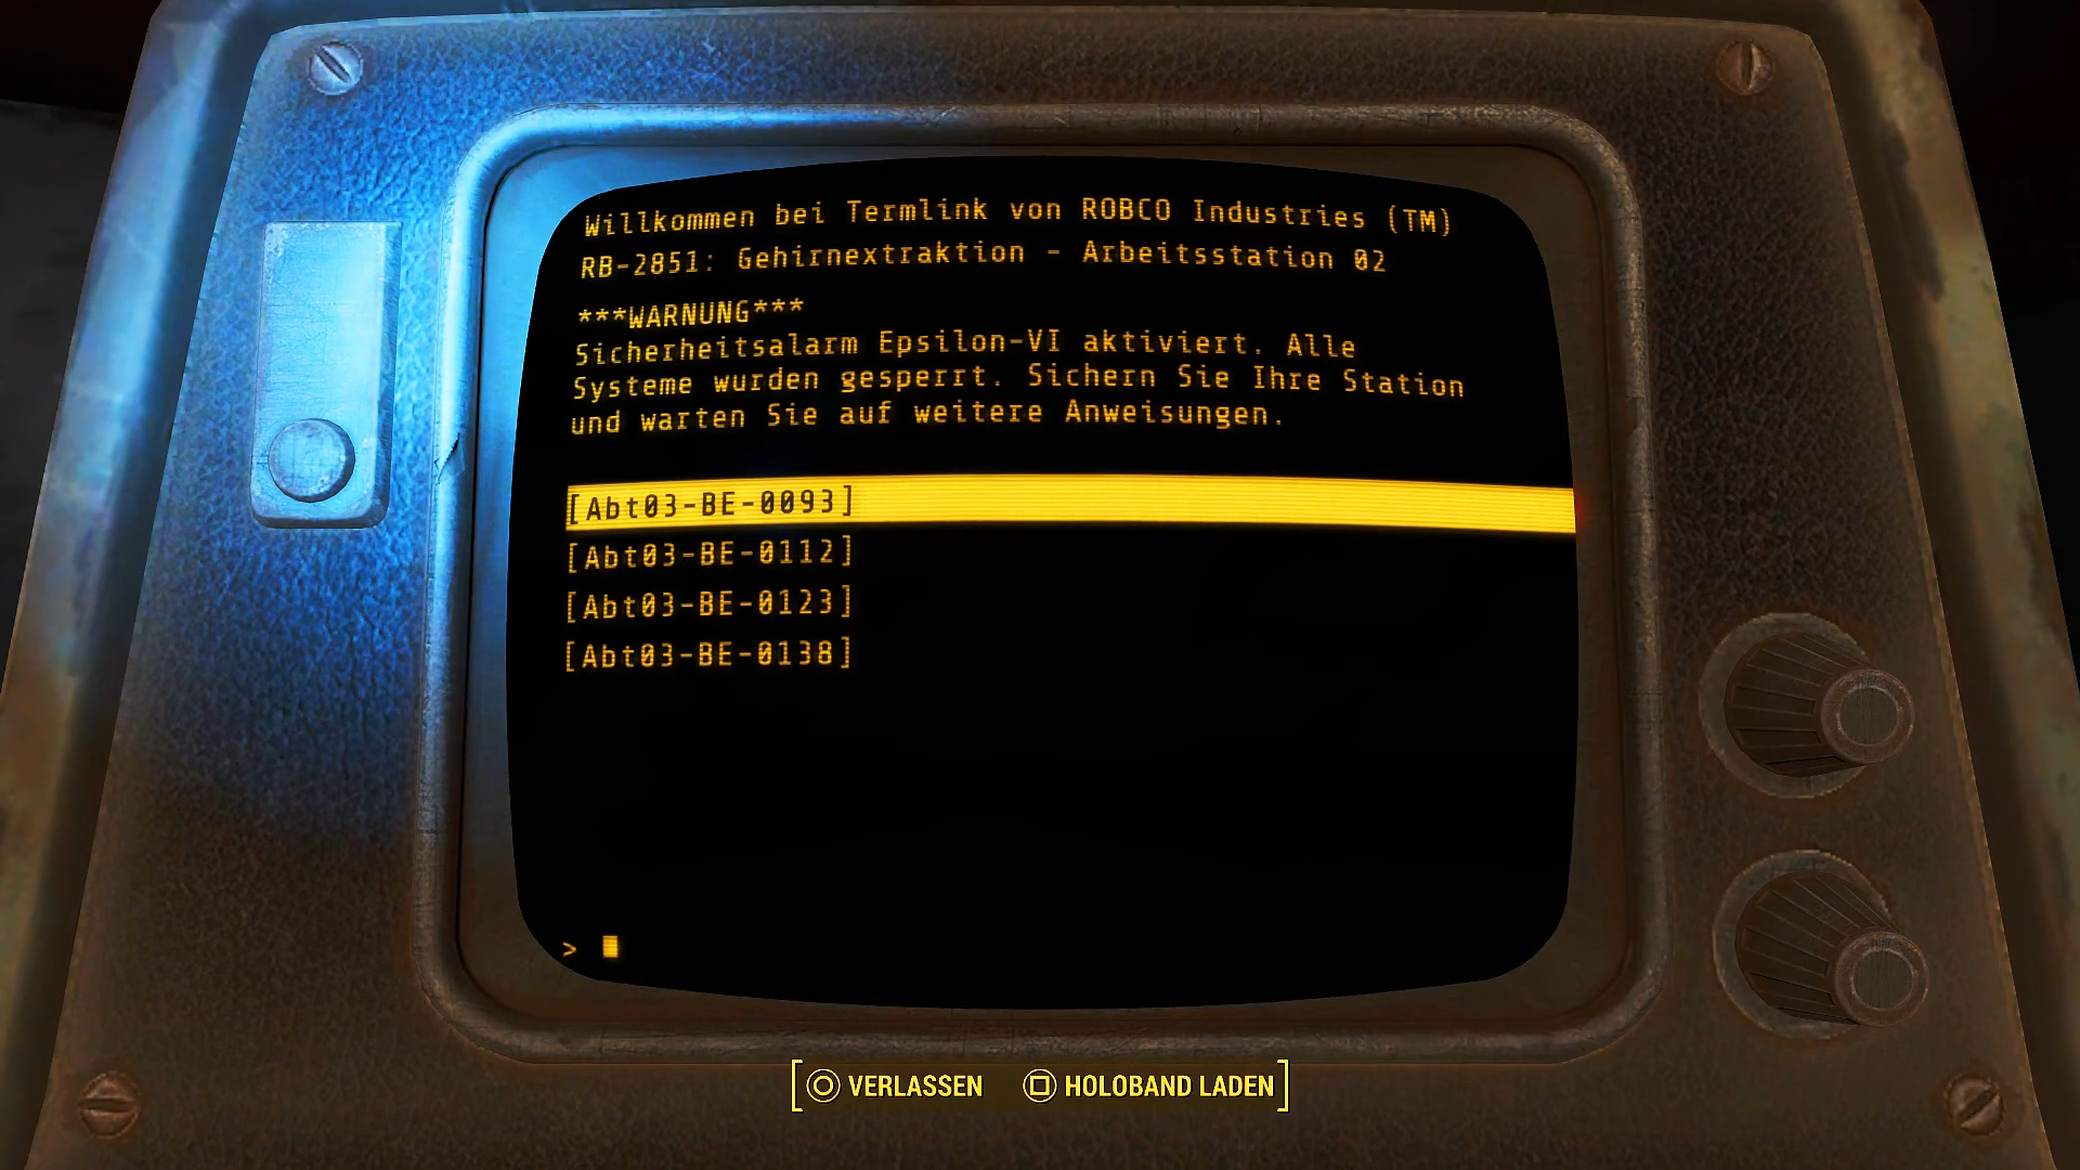 Willkommen bei Termlink von ROBCO Industries (TM)
RB-2851: Gehirnextraktion - Arbeitsstation 02
***WARNUNG***
Sicherheitsalarm Epsilon-VI aktiviert. Alle
Systeme wurden gesperrt. Sichern Sie Ihre Station
und warten Sie auf weitere Anweisungen.
[Abt03-BE-0093]
[Abt03-BE-0112]
[Abt03-BE-0123]
[Abt03-BE-0138]
>
VERLASSEN HOLOBAND LADEN